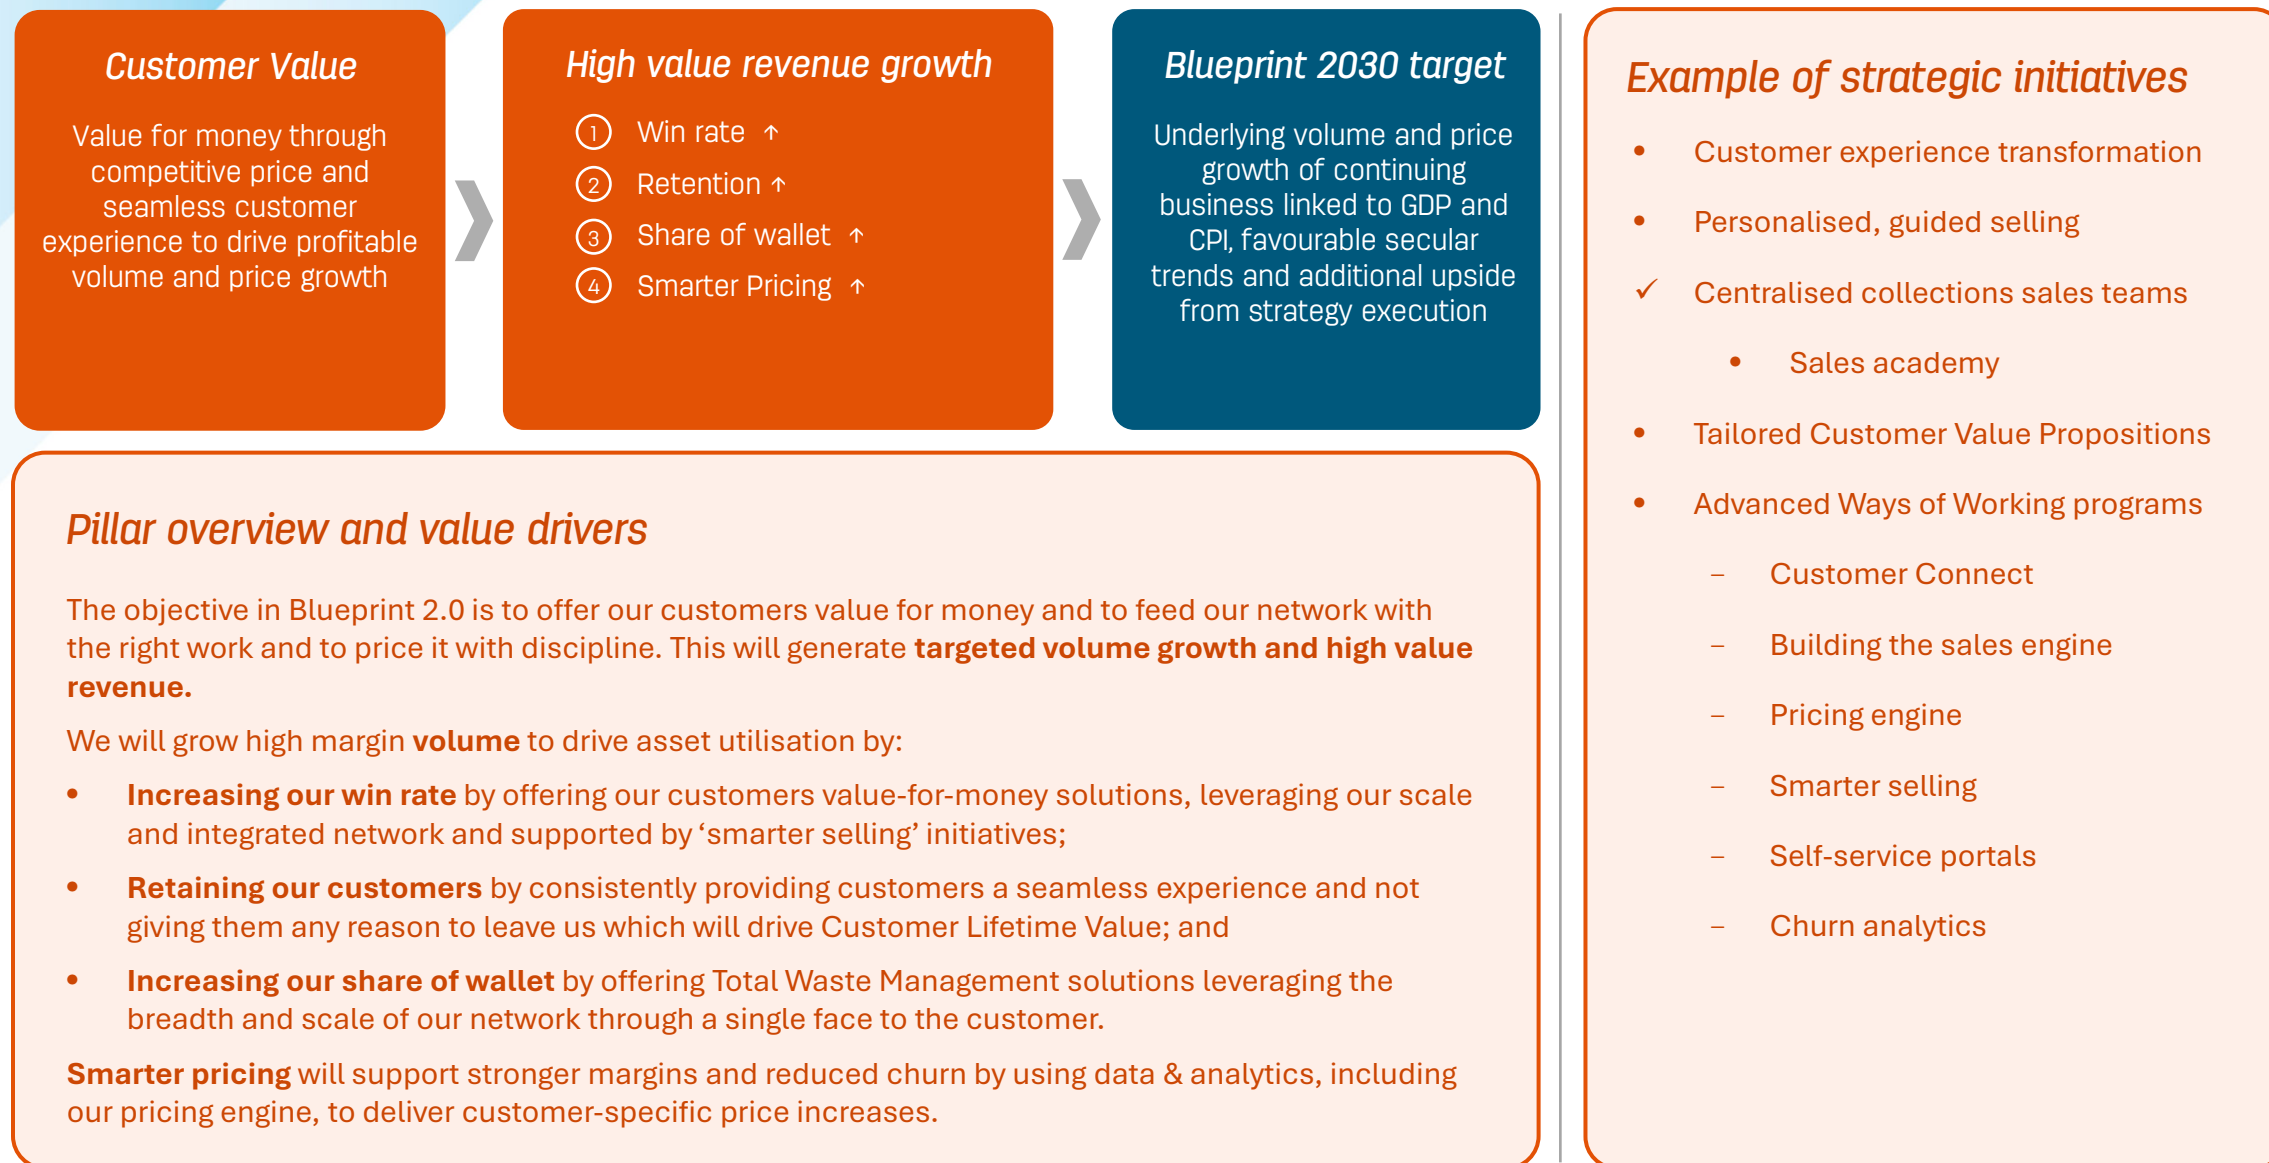 Customer Value
Value for money through
competitive price and
seamless customer
experience to drive profitable
volume and price growth
High value revenue growth
1 Win rate ↑
2 Retention ↑
3 Share of wallet ↑
4 Smarter Pricing ↑
Blueprint 2030 target
Underlying volume and price
growth of continuing
business linked to GDP and
CPI, favourable secular
trends and additional upside
from strategy execution
Pillar overview and value drivers
The objective in Blueprint 2.0 is to offer our customers value for money and to feed our network with
the right work and to price it with discipline. This will generate targeted volume growth and high value
revenue.
We will grow high margin volume to drive asset utilisation by:
• Increasing our win rate by offering our customers value-for-money solutions, leveraging our scale
and integrated network and supported by ‘smarter selling’ initiatives;
• Retaining our customers by consistently providing customers a seamless experience and not
giving them any reason to leave us which will drive Customer Lifetime Value; and
• Increasing our share of wallet by offering Total Waste Management solutions leveraging the
breadth and scale of our network through a single face to the customer.
Smarter pricing will support stronger margins and reduced churn by using data & analytics, including
our pricing engine, to deliver customer-specific price increases.
Example of strategic initiatives
• Customer experience transformation
• Personalised, guided selling
✓ Centralised collections sales teams
• Sales academy
• Tailored Customer Value Propositions
• Advanced Ways of Working programs
– Customer Connect
– Building the sales engine
– Pricing engine
– Smarter selling
– Self-service portals
– Churn analytics